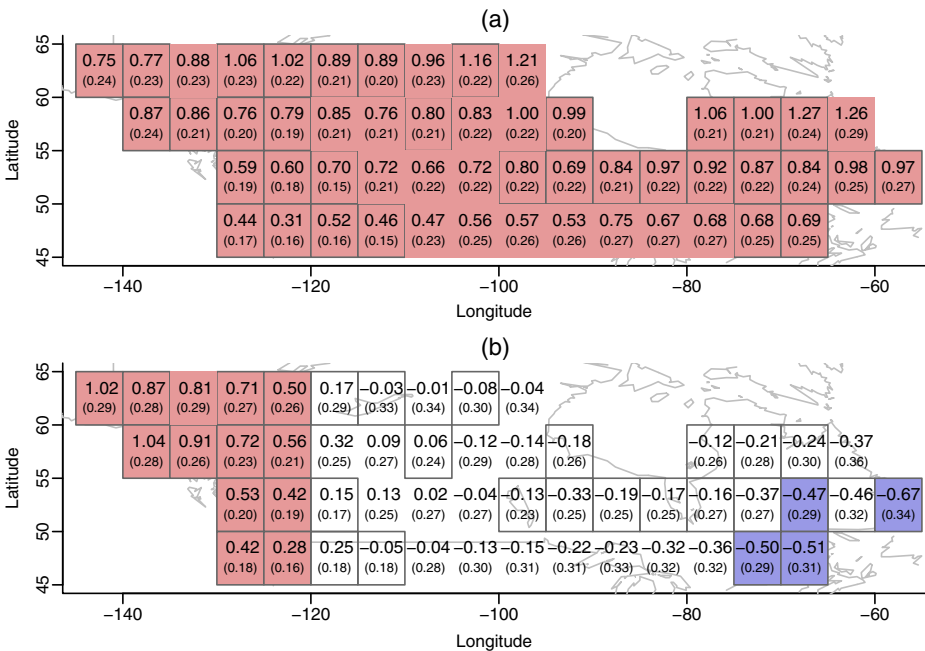 (a)
65
0.75 0.77 0.88 1.06 1.02 0.89 0.89 0.96 1.16 1.21
(0.24) (0.23) (0.23) (0.23) (0.22) (0.21) (0.20) (0.23) (0.22) (0.26)
60
0.87 0.86 0.76 0.79 0.85 0.76 0.80 0.83 1.00 0.99 1.06 1.00 1.27 1.26
(0.24) (0.21) (0.20) (0.19) (0.21) (0.21) (0.21) (0.22) (0.22) (0.20) (0.21) (0.21) (0.24) (0.29)
55
0.59 0.60 0.70 0.72 0.66 0.72 0.80 0.69 0.84 0.97 0.92 0.87 0.84 0.98 0.97
(0.19) (0.18) (0.15) (0.21) (0.22) (0.22) (0.22) (0.22) (0.21) (0.22) (0.22) (0.22) (0.24) (0.25) (0.27)
50
0.44 0.31 0.52 0.46 0.47 0.56 0.57 0.53 0.75 0.67 0.68 0.68 0.69
(0.17) (0.16) (0.16) (0.15) (0.23) (0.25) (0.26) (0.26) (0.27) (0.27) (0.27) (0.25) (0.25)
45
Latitude
−140 −120 −100 −80 −60
Longitude
(b)
65
1.02 0.87 0.81 0.71 0.50 0.17 −0.03 −0.01 −0.08 −0.04
(0.29) (0.28) (0.29) (0.27) (0.26) (0.29) (0.33) (0.34) (0.30) (0.34)
60
1.04 0.91 0.72 0.56 0.32 0.09 0.06 −0.12 −0.14 −0.18 −0.12 −0.21 −0.24 −0.37
(0.28) (0.26) (0.23) (0.21) (0.25) (0.27) (0.24) (0.29) (0.28) (0.26) (0.26) (0.28) (0.30) (0.36)
55
0.53 0.42 0.15 0.13 0.02 −0.04 −0.13 −0.33 −0.19 −0.17 −0.16 −0.37 −0.47 −0.46 −0.67
(0.20) (0.19) (0.17) (0.25) (0.27) (0.27) (0.23) (0.25) (0.25) (0.25) (0.27) (0.27) (0.29) (0.32) (0.34)
50
0.42 0.28 0.25 −0.05 −0.04 −0.13 −0.15 −0.22 −0.23 −0.32 −0.36 −0.50 −0.51
(0.18) (0.16) (0.18) (0.18) (0.28) (0.30) (0.31) (0.31) (0.33) (0.32) (0.32) (0.29) (0.31)
45
Latitude
−140 −120 −100 −80 −60
Longitude